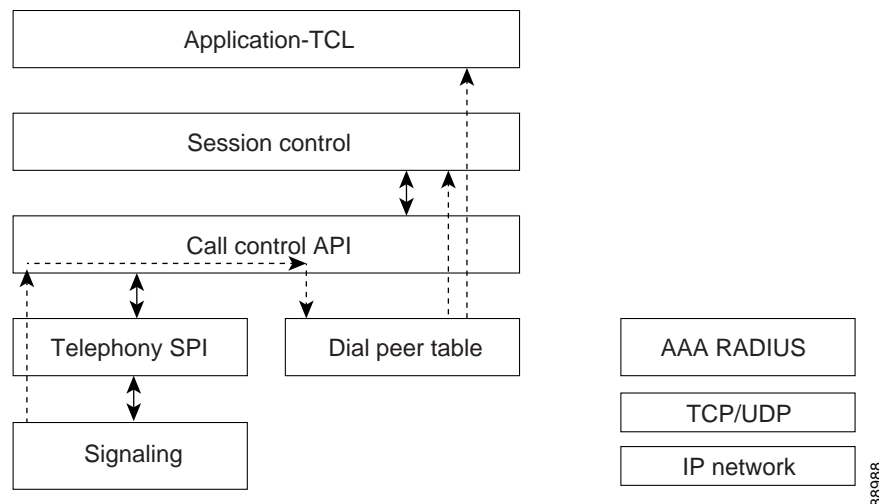 Application-TCL
Session control
Call control API
Telephony SPI
Dial peer table
AAA RADIUS
TCP/UDP
Signaling
IP network
88988